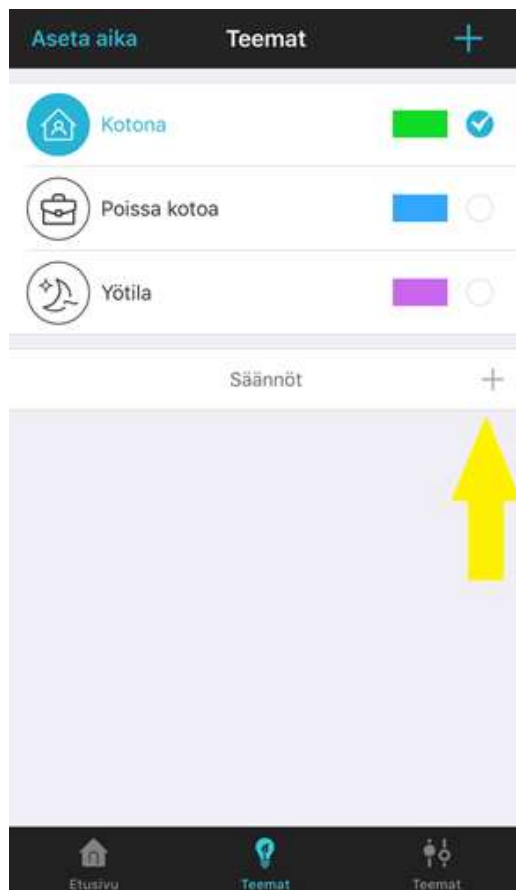 Aseta aika Teemat +
Kotona
Poissa kotoa
Yötila
Säännöt +
Etusivu Teemat Teemat